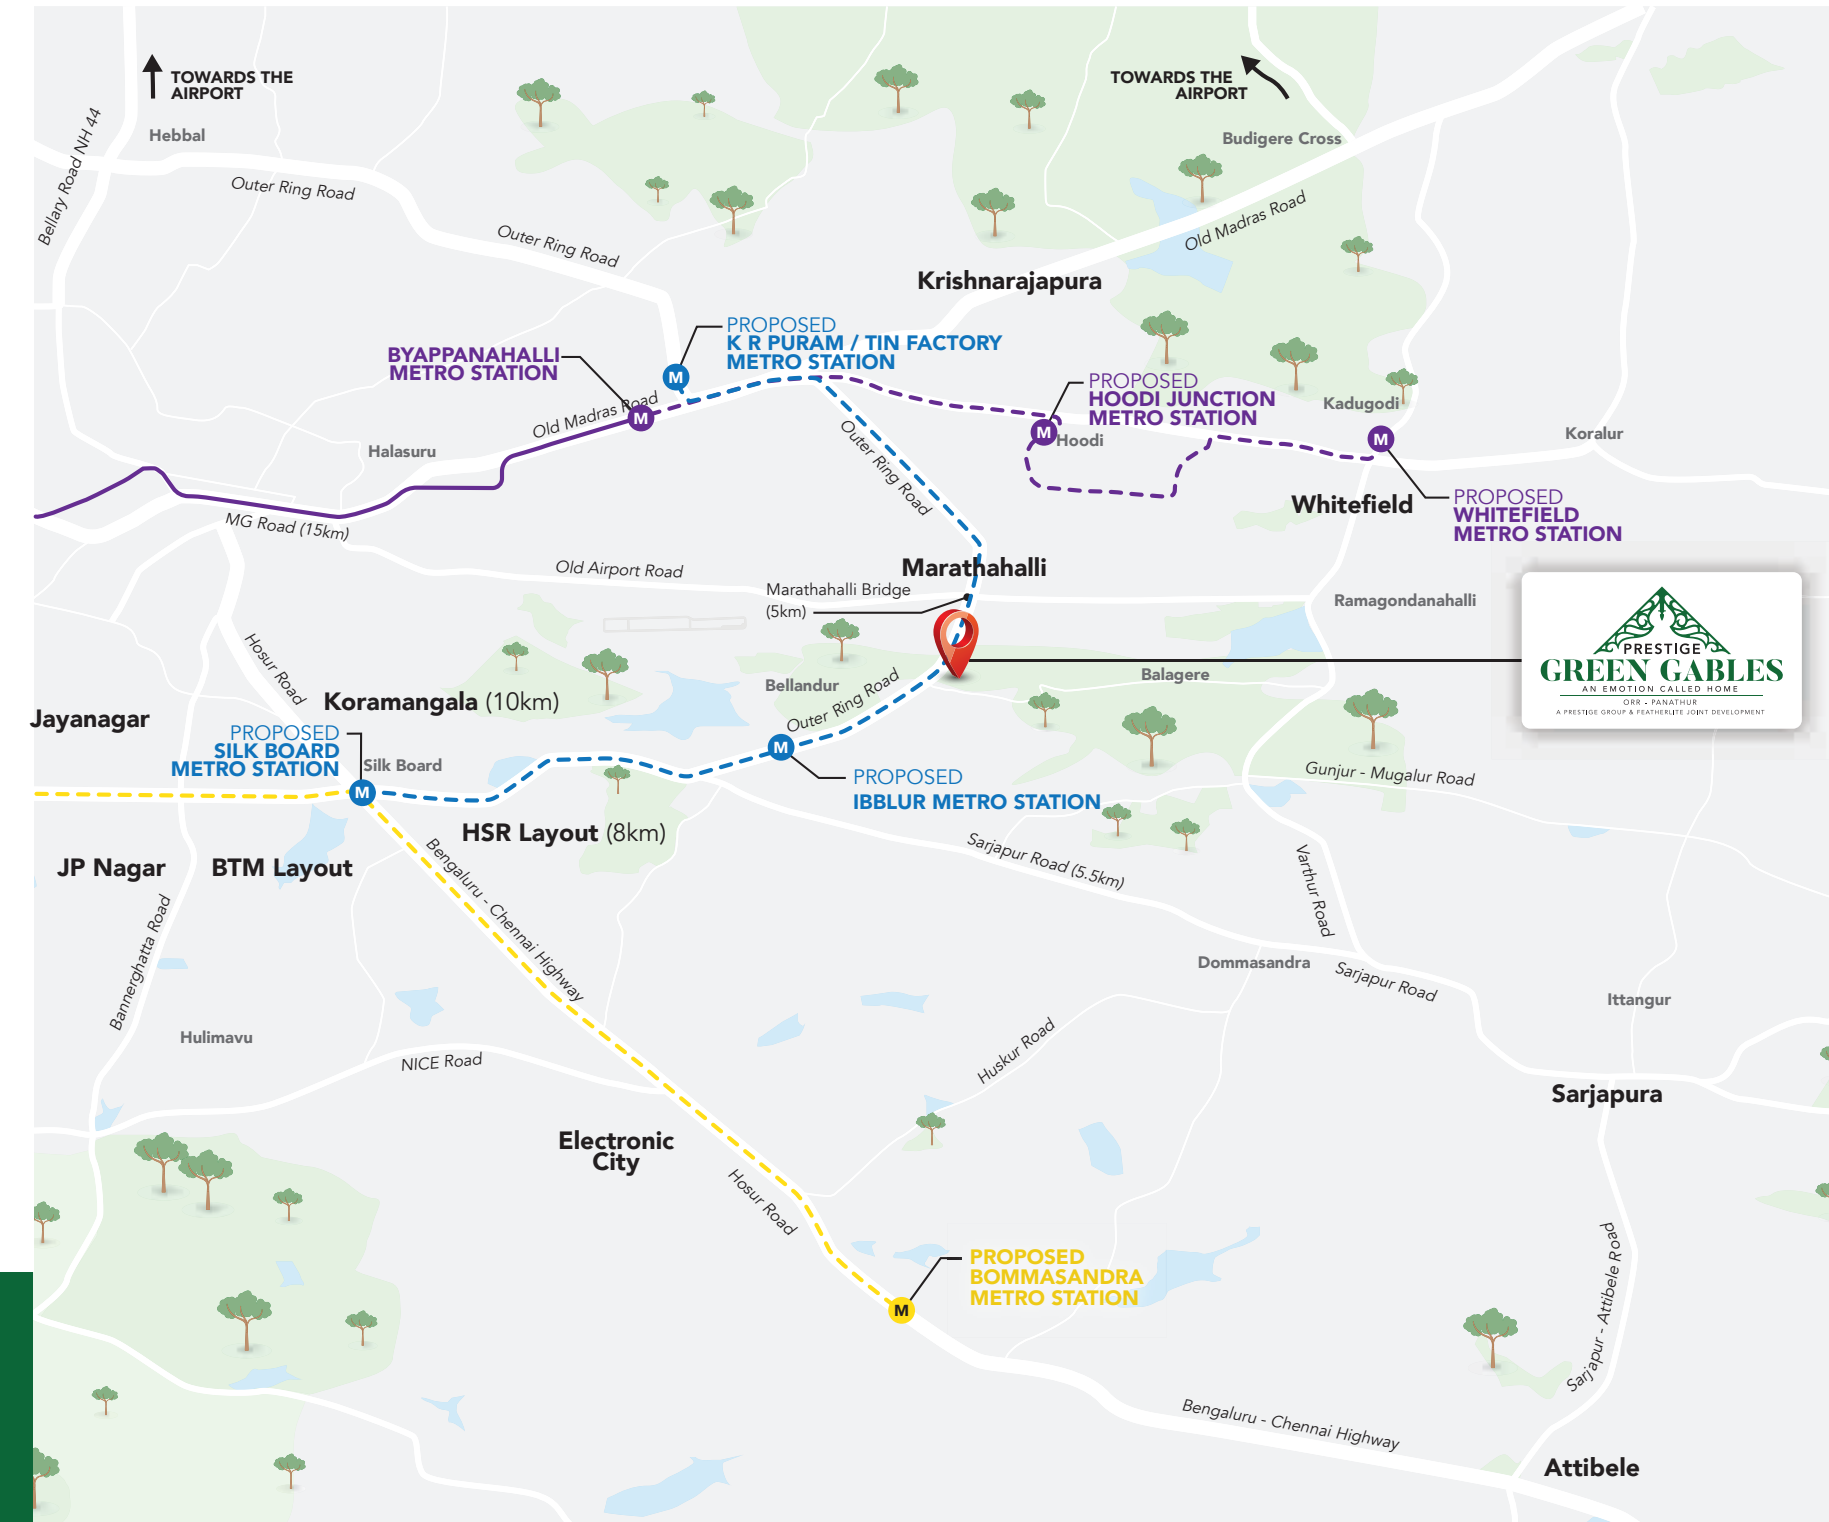 TOWARDS THE
AIRPORT
TOWARDS THE
AIRPORT
Hebbal
Budigere Cross
Bellary Road NH 44
Outer Ring Road
Outer Ring Road
Old Madras Road
Krishnarajapura
PROPOSED
K R PURAM / TIN FACTORY
METRO STATION
BYAPPANAHALLI
METRO STATION
M
M
PROPOSED
HOODI JUNCTION
METRO STATION
M
Hoodi
Kadugodi
M
Koralur
Old Madras Road
Halasuru
Outer Ring Road
Whitefield
PROPOSED
WHITEFIELD
METRO STATION
MG Road (15km)
Old Airport Road
Marathahalli
Marathahalli Bridge
(5km)
Ramagondanahalli
PRESTIGE
GREEN GABLES
AN EMOTION CALLED HOME
ORR - PANATHUR
A PRESTIGE GROUP & FEATHERLITE JOINT DEVELOPMENT
Hosur Road
Koramangala (10km)
Bellandur
Balagere
Outer Ring Road
Jayanagar
PROPOSED
SILK BOARD
METRO STATION
Silk Board
M
M
PROPOSED
IBBLUR METRO STATION
Gunjur - Mugalur Road
HSR Layout (8km)
JP Nagar
BTM Layout
Bengaluru - Chennai Highway
Sarjapur Road (5.5km)
Varthur Road
Bannerghatta Road
Dommasandra
Sarjapur Road
Ittangur
Hulimavu
NICE Road
Huskur Road
Sarjapura
Electronic
City
Hosur Road
PROPOSED
BOMMASANDRA
METRO STATION
M
Sarjapur - Attibele Road
Bengaluru - Chennai Highway
Attibele